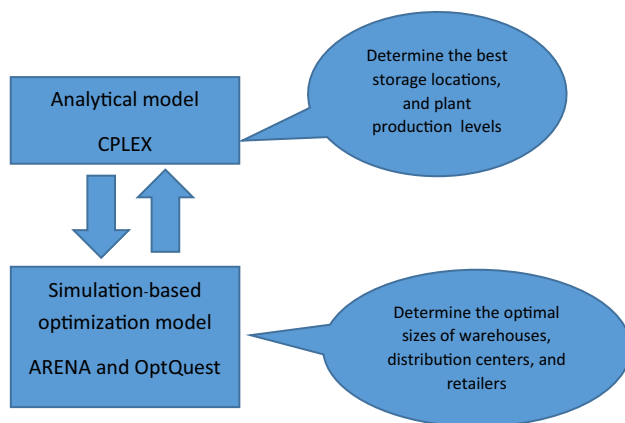 Analytical model
CPLEX
Determine the best
storage locations,
and plant
production levels
Simulation-based
optimization model
ARENA and OptQuest
Determine the optimal
sizes of warehouses,
distribution centers, and
retailers